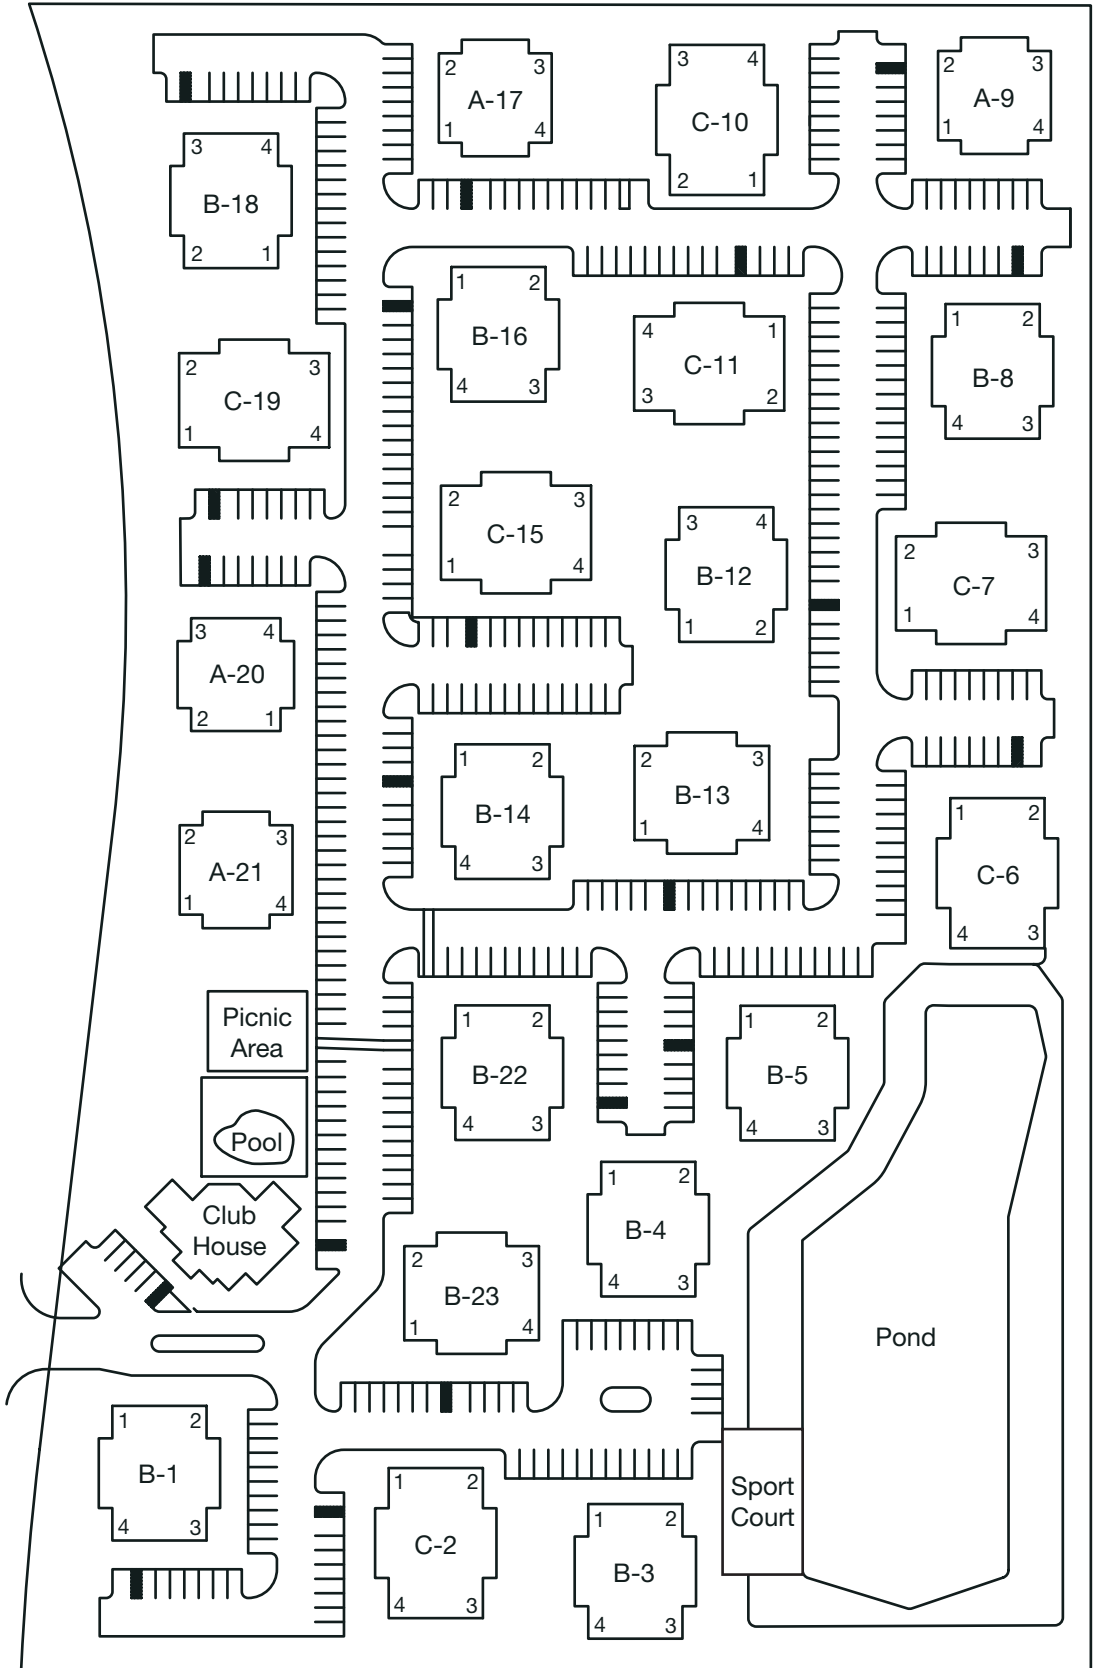 2 3
A-17
1 4
3 4
C-10
2 1
2 3
A-9
1 4
3 4
B-18
2 1
1 2
B-16
4 3
4 1
C-11
3 2
1 2
B-8
4 3
2 3
C-19
1 4
2 3
C-15
1 4
3 4
B-12
1 2
2 3
C-7
1 4
3 4
A-20
2 1
1 2
B-14
4 3
2 3
B-13
1 4
1 2
C-6
4 3
2 3
A-21
1 4
Picnic
Area
Pool
Club
House
1 2
B-22
4 3
1 2
B-5
4 3
1 2
B-4
4 3
2 3
B-23
1 4
Pond
1 2
B-1
4 3
1 2
C-2
4 3
1 2
B-3
4 3
Sport
Court